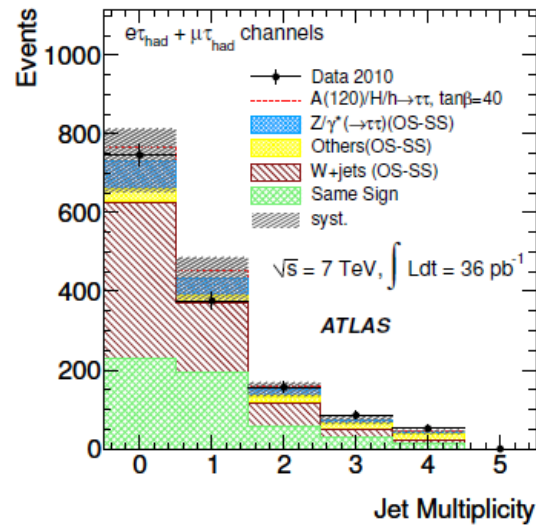 Events
1000
800
600
400
200
0
eτhad + μτhad channels
Data 2010
A(120)/H/h→ττ, tanβ=40
Z/γ*(→ττ)(OS-SS)
Others(OS-SS)
W+jets (OS-SS)
Same Sign
syst.
√s = 7 TeV, ∫ Ldt = 36 pb⁻¹
ATLAS
0 1 2 3 4 5
Jet Multiplicity